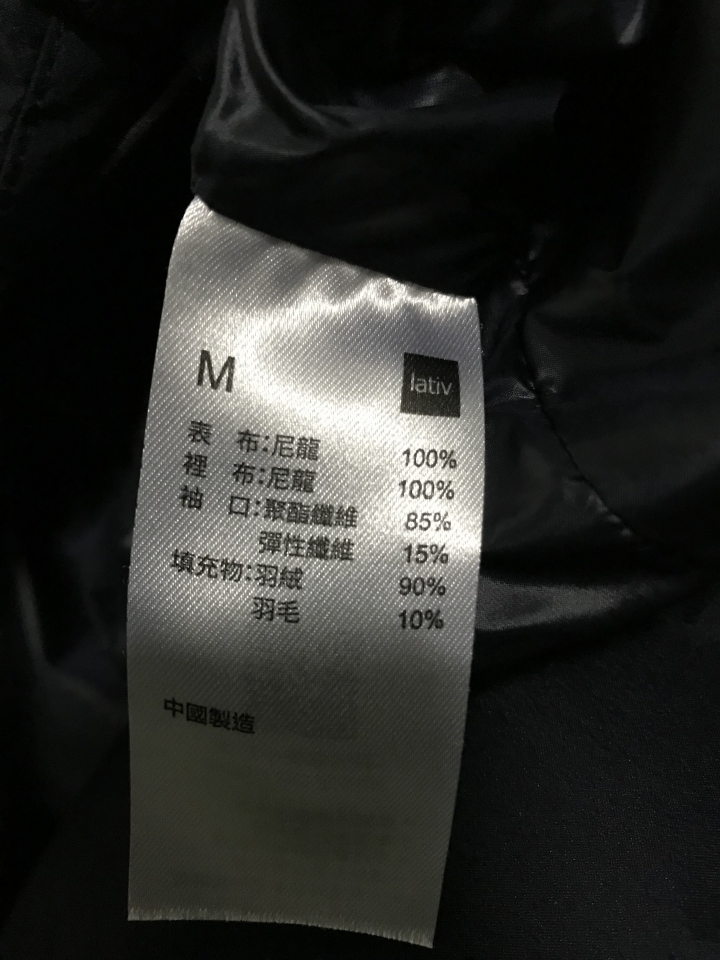 M lativ
表 布:尼龍 100%
裡 布:尼龍 100%
袖 口:聚酯纖維 85%
彈性纖維 15%
填充物:羽絨 90%
羽毛 10%
中國製造